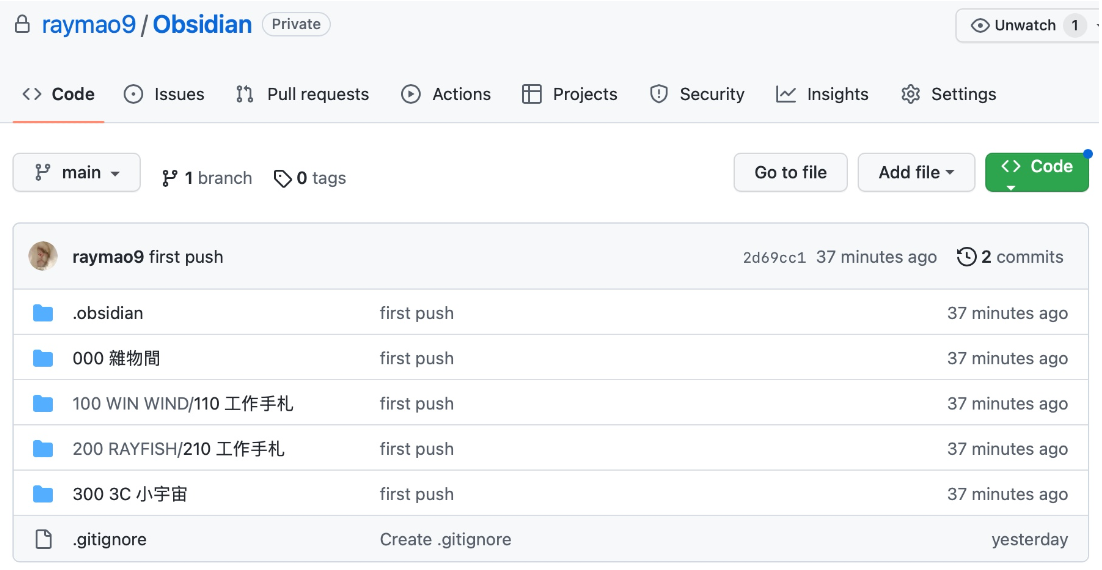 raymao9 / Obsidian Private Unwatch 1
Code Issues Pull requests Actions Projects Security Insights Settings
main 1 branch 0 tags Go to file Add file Code
raymao9 first push 2d69cc1 37 minutes ago 2 commits
.obsidian first push 37 minutes ago
000 雜物間 first push 37 minutes ago
100 WIN WIND/110 工作手札 first push 37 minutes ago
200 RAYFISH/210 工作手札 first push 37 minutes ago
300 3C 小宇宙 first push 37 minutes ago
.gitignore Create .gitignore yesterday